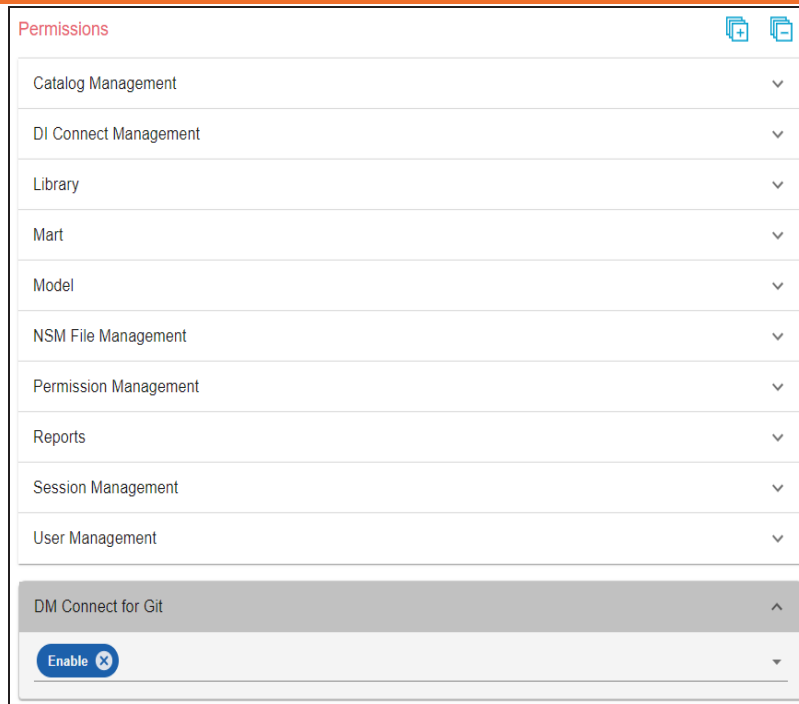 Permissions
Catalog Management
DI Connect Management
Library
Mart
Model
NSM File Management
Permission Management
Reports
Session Management
User Management
DM Connect for Git
Enable